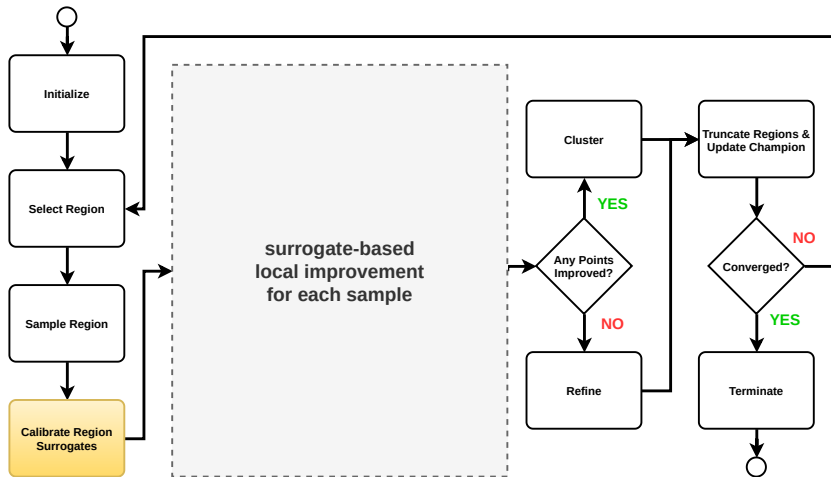 Initialize
Select Region
Sample Region
Calibrate Region
Surrogates
surrogate-based
local improvement
for each sample
Cluster
YES
Any Points
Improved?
NO
Refine
Truncate Regions &
Update Champion
NO
Converged?
YES
Terminate